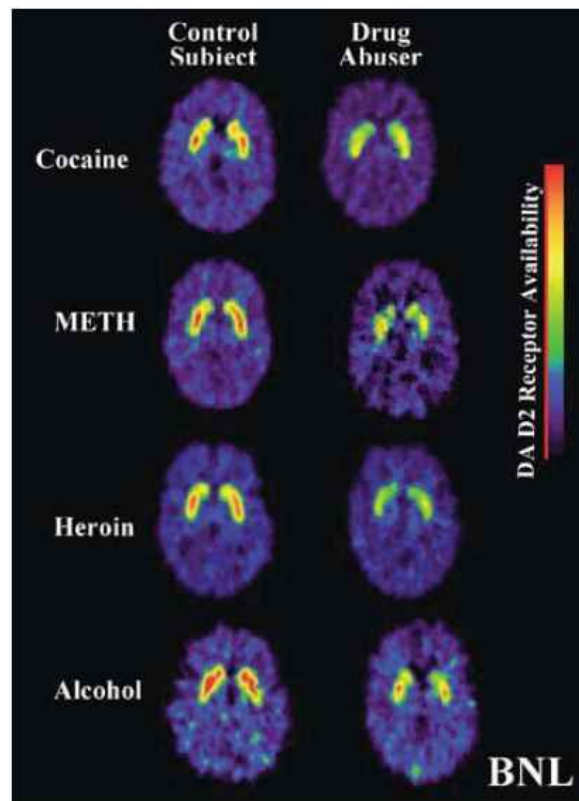 Control
Subiect
Drug
Abuser
Cocaine
METH
Heroin
Alcohol
DA D2 Receptor Availability
BNL